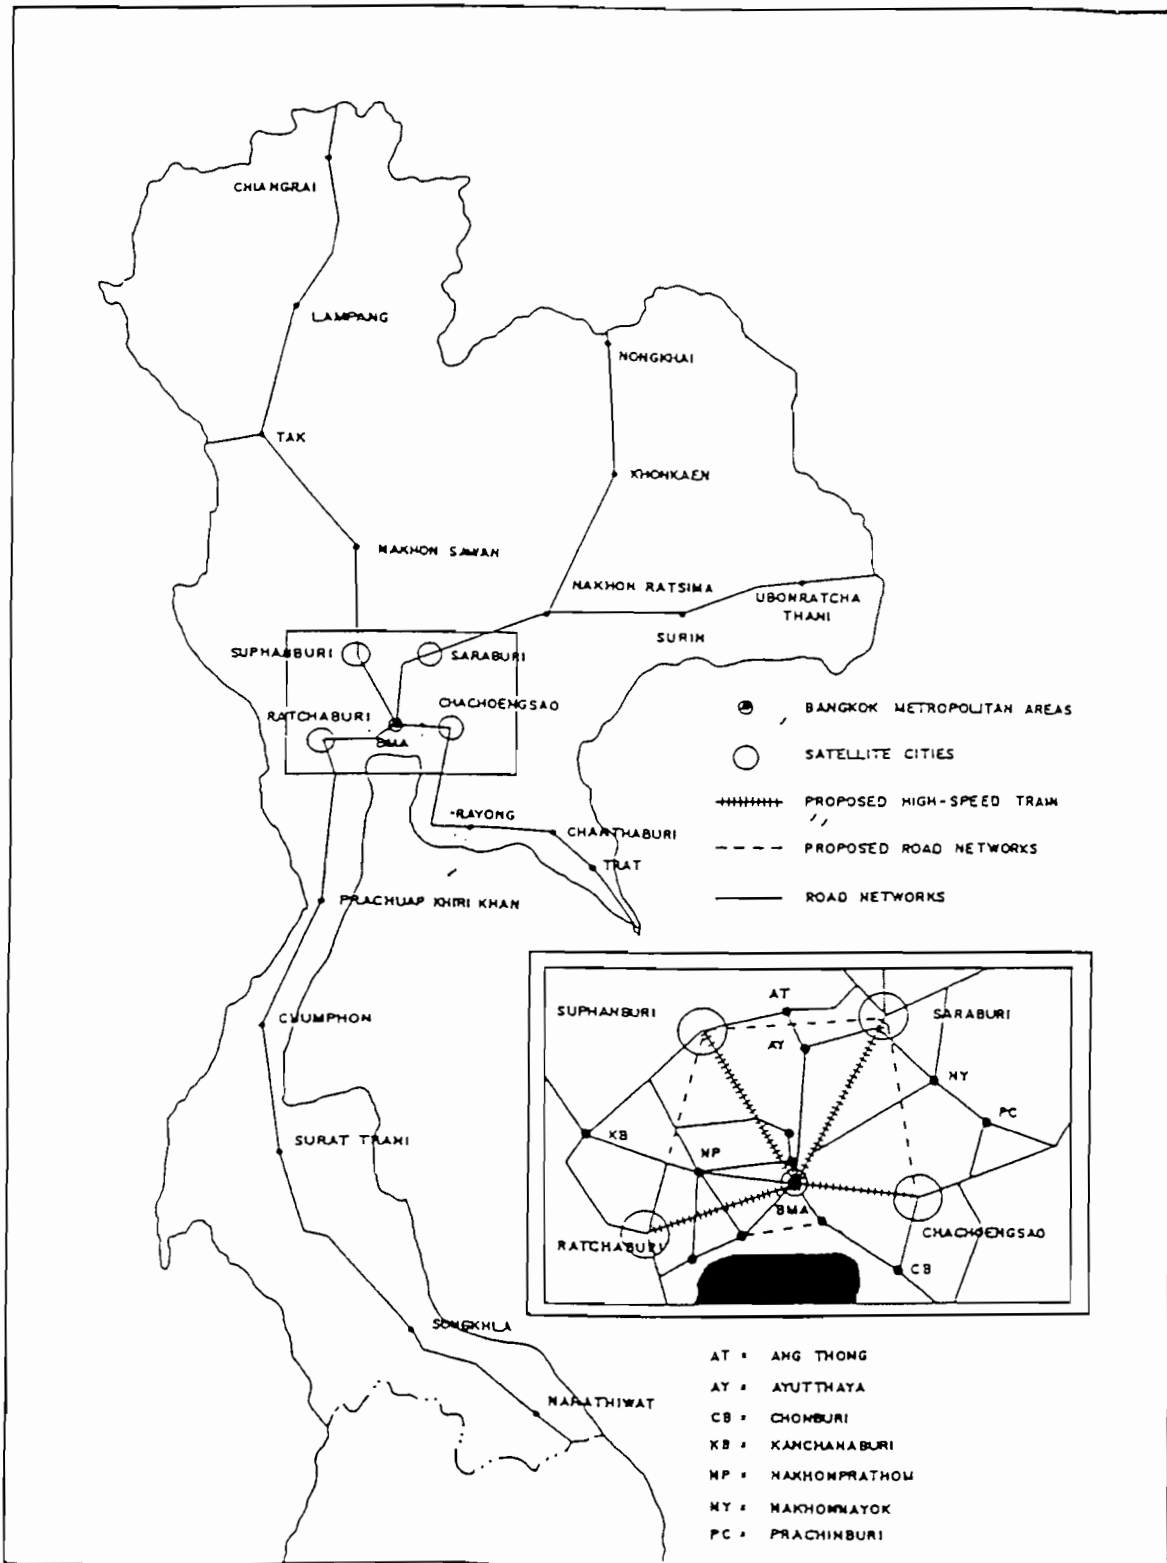 CHIANGRAI
LAMPANG
NONGKHAI
TAK
KHONKAEN
NAKHON SAWAN
NAKHON RATSIMA
UBONRATCHA
THANI
SURIN
SUPHANBURI
SARABURI
RATCHABURI
CHACHOENGSAO
BMA
BANGKOK METROPOLITAN AREAS
SATELLITE CITIES
PROPOSED HIGH-SPEED TRAIN
PROPOSED ROAD NETWORKS
ROAD NETWORKS
RAYONG
CHANTHABURI
TRAT
PRACHUAP KHIRI KHAN
CHUMPHON
SURAT THANI
SONGKHLA
NARATHIWAT
SUPHANBURI
AT
SARABURI
AY
NY
KB
PC
NP
BMA
RATCHABURI
CHACHOENGSAO
CB
AT = ANG THONG
AY = AYUTTHAYA
CB = CHONBURI
KB = KANCHANABURI
NP = NAKHONPRATHOM
NY = NAKHONNAYOK
PC = PRACHINBURI